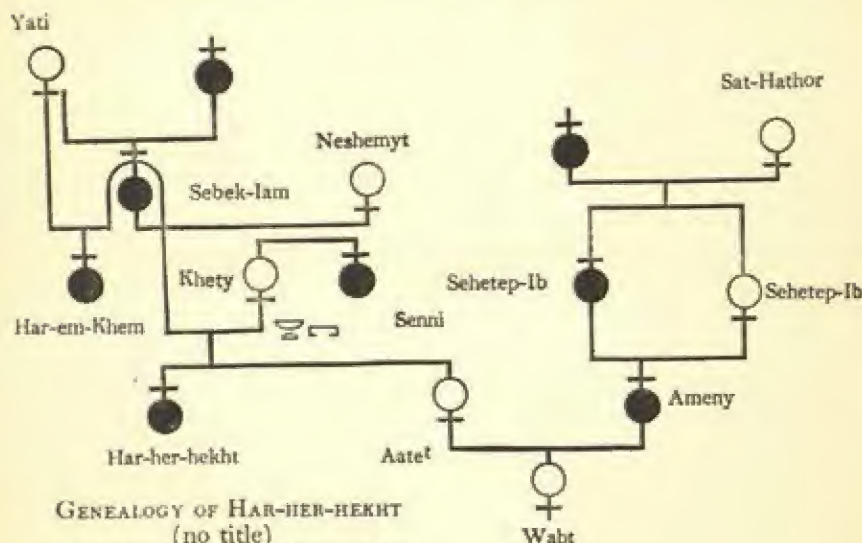 Yati
Sat-Hathor
Neshemyt
Sebek-Iam
Khety
Sehetep-Ib
Sehetep-Ib
Har-em-Khem
Senni
Ameny
Har-her-hekht
Aatet
GENEALOGY OF HAR-HER-HEKHT
(no title)
Wabt